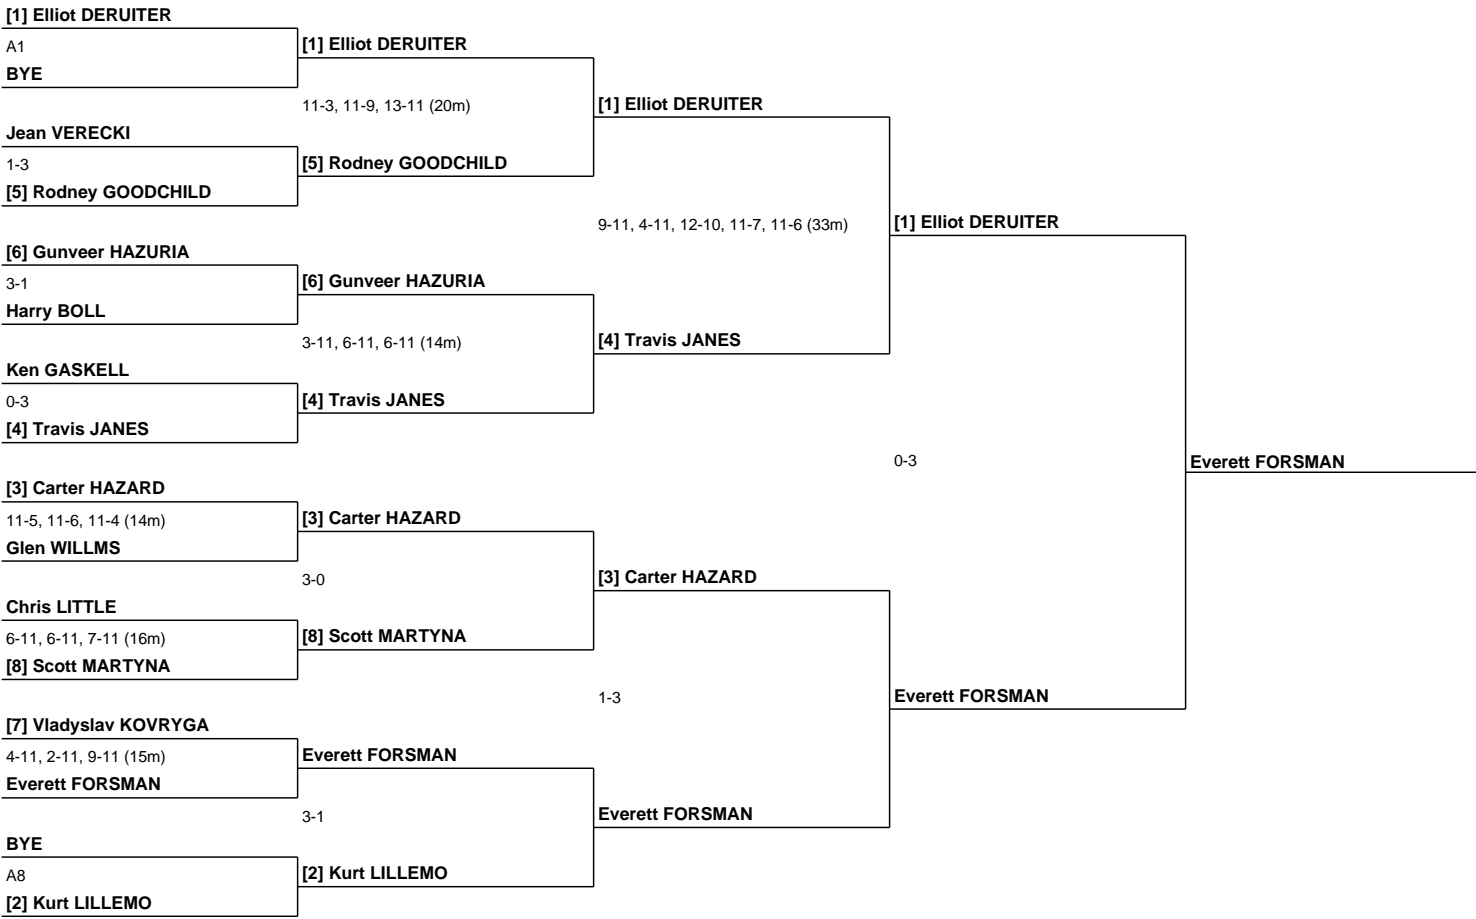 [1] Elliot DERUITER
A1
BYE
Jean VERECKI
1-3
[5] Rodney GOODCHILD
[6] Gunveer HAZURIA
3-1
Harry BOLL
Ken GASKELL
0-3
[4] Travis JANES
[3] Carter HAZARD
11-5, 11-6, 11-4 (14m)
Glen WILLMS
Chris LITTLE
6-11, 6-11, 7-11 (16m)
[8] Scott MARTYNA
[7] Vladyslav KOVRYGA
4-11, 2-11, 9-11 (15m)
Everett FORSMAN
BYE
A8
[2] Kurt LILLEMO
[1] Elliot DERUITER
11-3, 11-9, 13-11 (20m)
[5] Rodney GOODCHILD
[6] Gunveer HAZURIA
3-11, 6-11, 6-11 (14m)
[4] Travis JANES
[3] Carter HAZARD
3-0
[8] Scott MARTYNA
Everett FORSMAN
3-1
[2] Kurt LILLEMO
[1] Elliot DERUITER
9-11, 4-11, 12-10, 11-7, 11-6 (33m)
[4] Travis JANES
[3] Carter HAZARD
1-3
Everett FORSMAN
[1] Elliot DERUITER
0-3
Everett FORSMAN
Everett FORSMAN